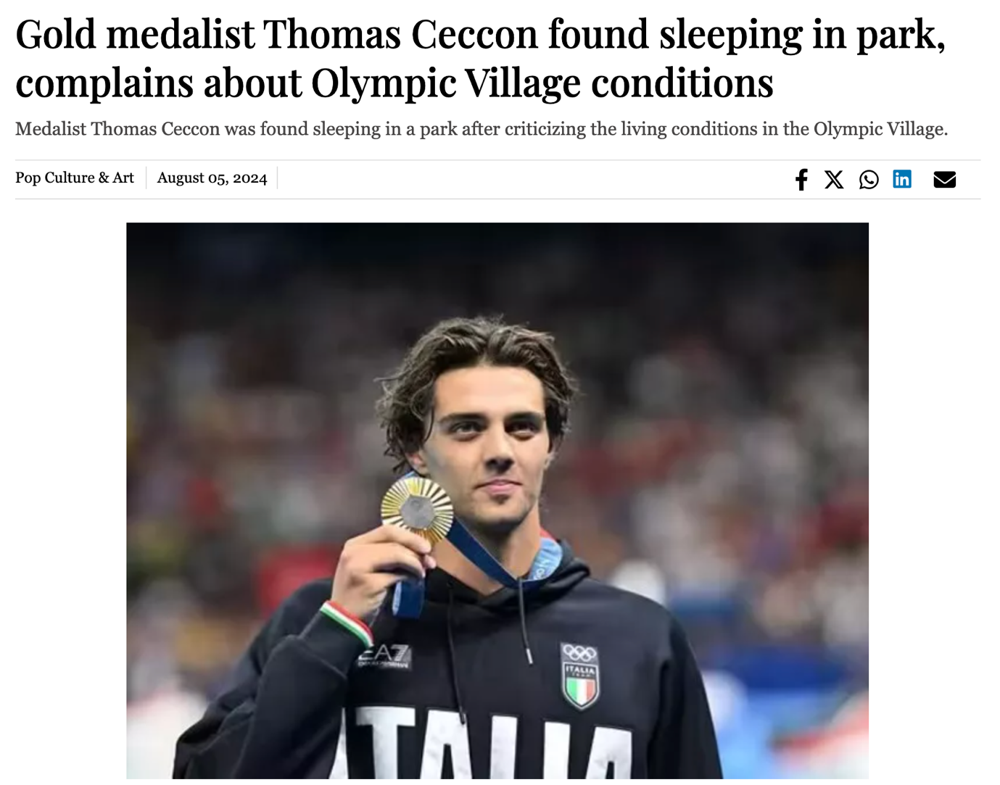 Gold medalist Thomas Ceccon found sleeping in park,
complains about Olympic Village conditions
Medalist Thomas Ceccon was found sleeping in a park after criticizing the living conditions in the Olympic Village.
Pop Culture & Art
August 05, 2024
EA7
ITALIA
TEAM
ITALIA